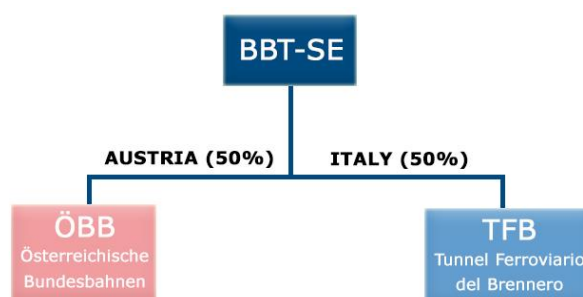 BBT-SE
AUSTRIA (50%)
ITALY (50%)
ÖBB
Österreichische
Bundesbahnen
TFB
Tunnel Ferroviario
del Brennero